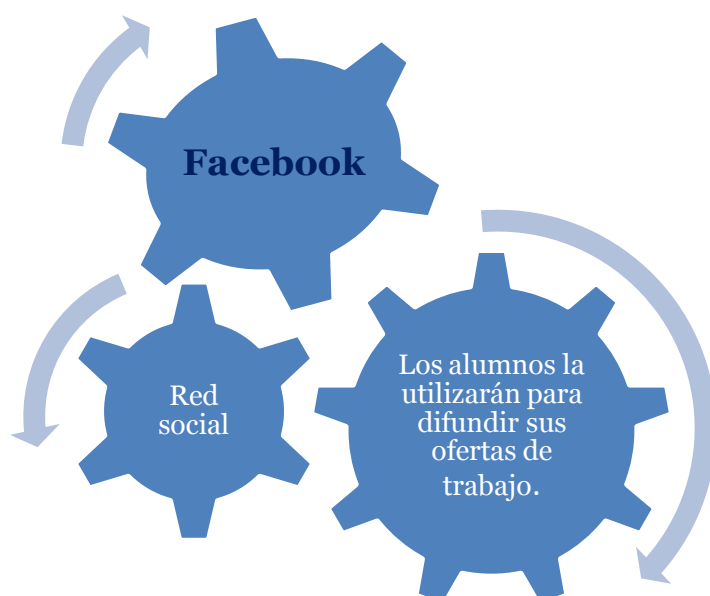 Facebook
Red
social
Los alumnos la
utilizarán para
difundir sus
ofertas de
trabajo.